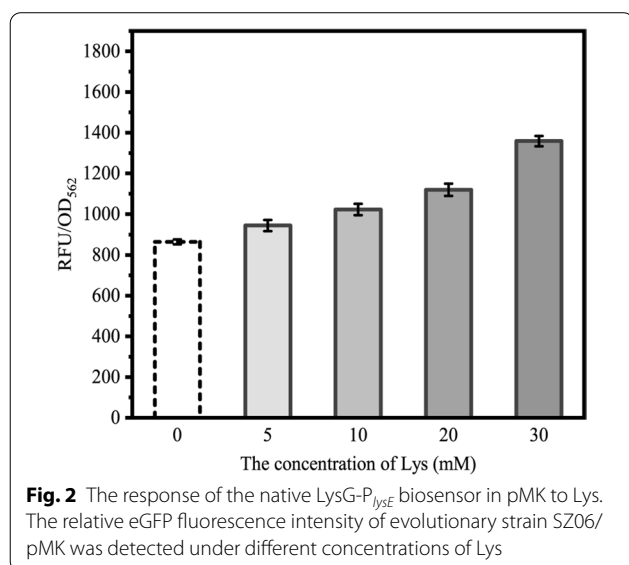 1800
1600
1400
1200
1000
800
600
400
200
0
RFU/OD562
0 5 10 20 30
The concentration of Lys (mM)
Fig. 2 The response of the native LysG-PlysE biosensor in pMK to Lys.
The relative eGFP fluorescence intensity of evolutionary strain SZ06/
pMK was detected under different concentrations of Lys